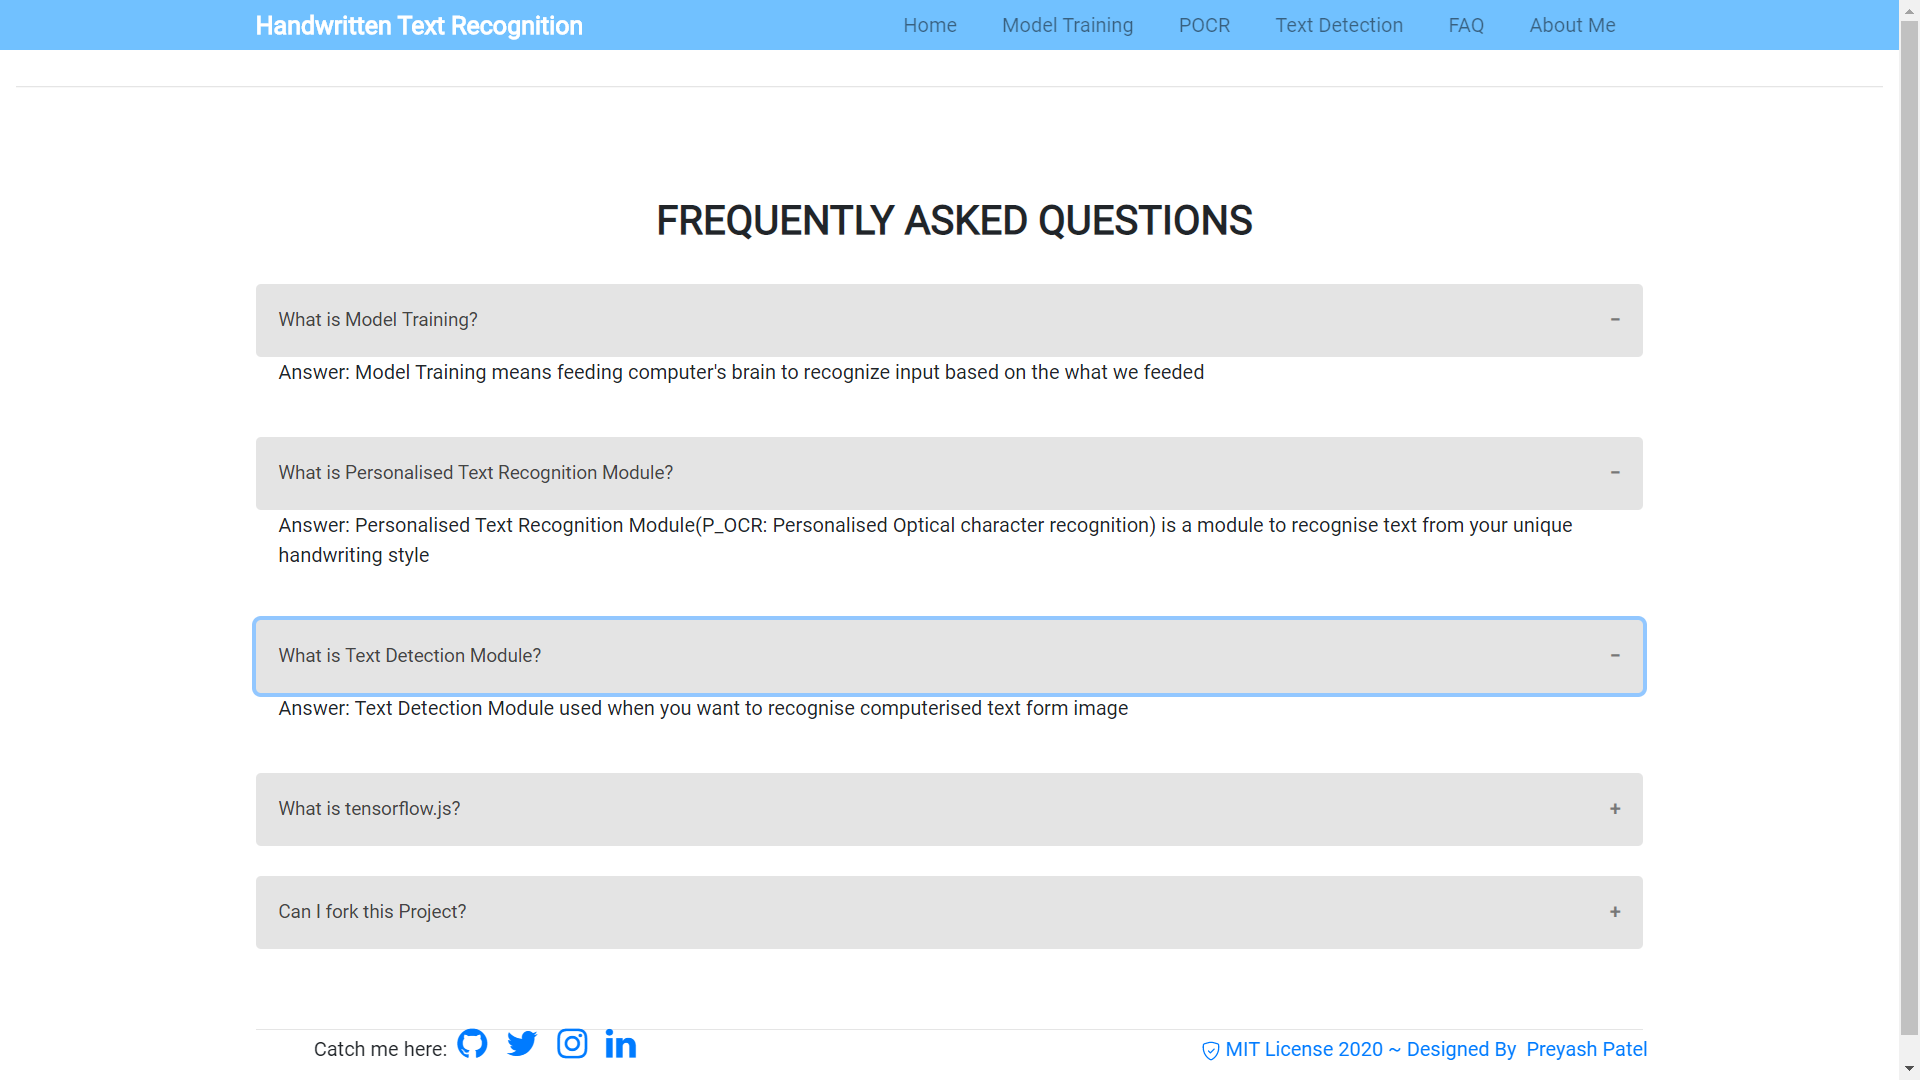 Handwritten Text Recognition Home Model Training POCR Text Detection FAQ About Me
FREQUENTLY ASKED QUESTIONS
What is Model Training? −
Answer: Model Training means feeding computer's brain to recognize input based on the what we feeded
What is Personalised Text Recognition Module? −
Answer: Personalised Text Recognition Module(P_OCR: Personalised Optical character recognition) is a module to recognise text from your unique
handwriting style
What is Text Detection Module? −
Answer: Text Detection Module used when you want to recognise computerised text form image
What is tensorflow.js? +
Can I fork this Project? +
Catch me here: MIT License 2020 ~ Designed By Preyash Patel